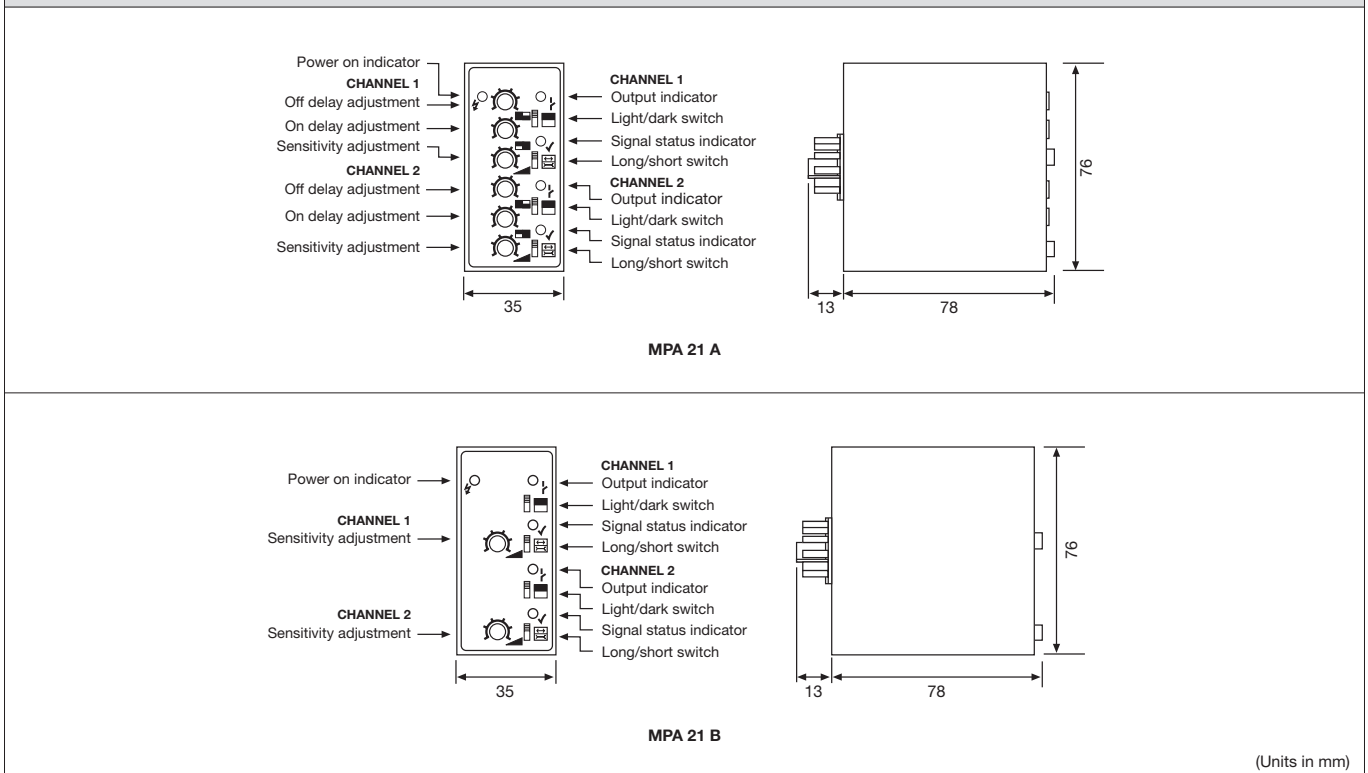 Power on indicator
CHANNEL 1
Off delay adjustment
On delay adjustment
Sensitivity adjustment
CHANNEL 2
Off delay adjustment
On delay adjustment
Sensitivity adjustment
CHANNEL 1
Output indicator
Light/dark switch
Signal status indicator
Long/short switch
CHANNEL 2
Output indicator
Light/dark switch
Signal status indicator
Long/short switch
35
13
78
76
MPA 21 A
Power on indicator
CHANNEL 1
Sensitivity adjustment
CHANNEL 2
Sensitivity adjustment
CHANNEL 1
Output indicator
Light/dark switch
Signal status indicator
Long/short switch
CHANNEL 2
Output indicator
Light/dark switch
Signal status indicator
Long/short switch
35
13
78
76
MPA 21 B
(Units in mm)